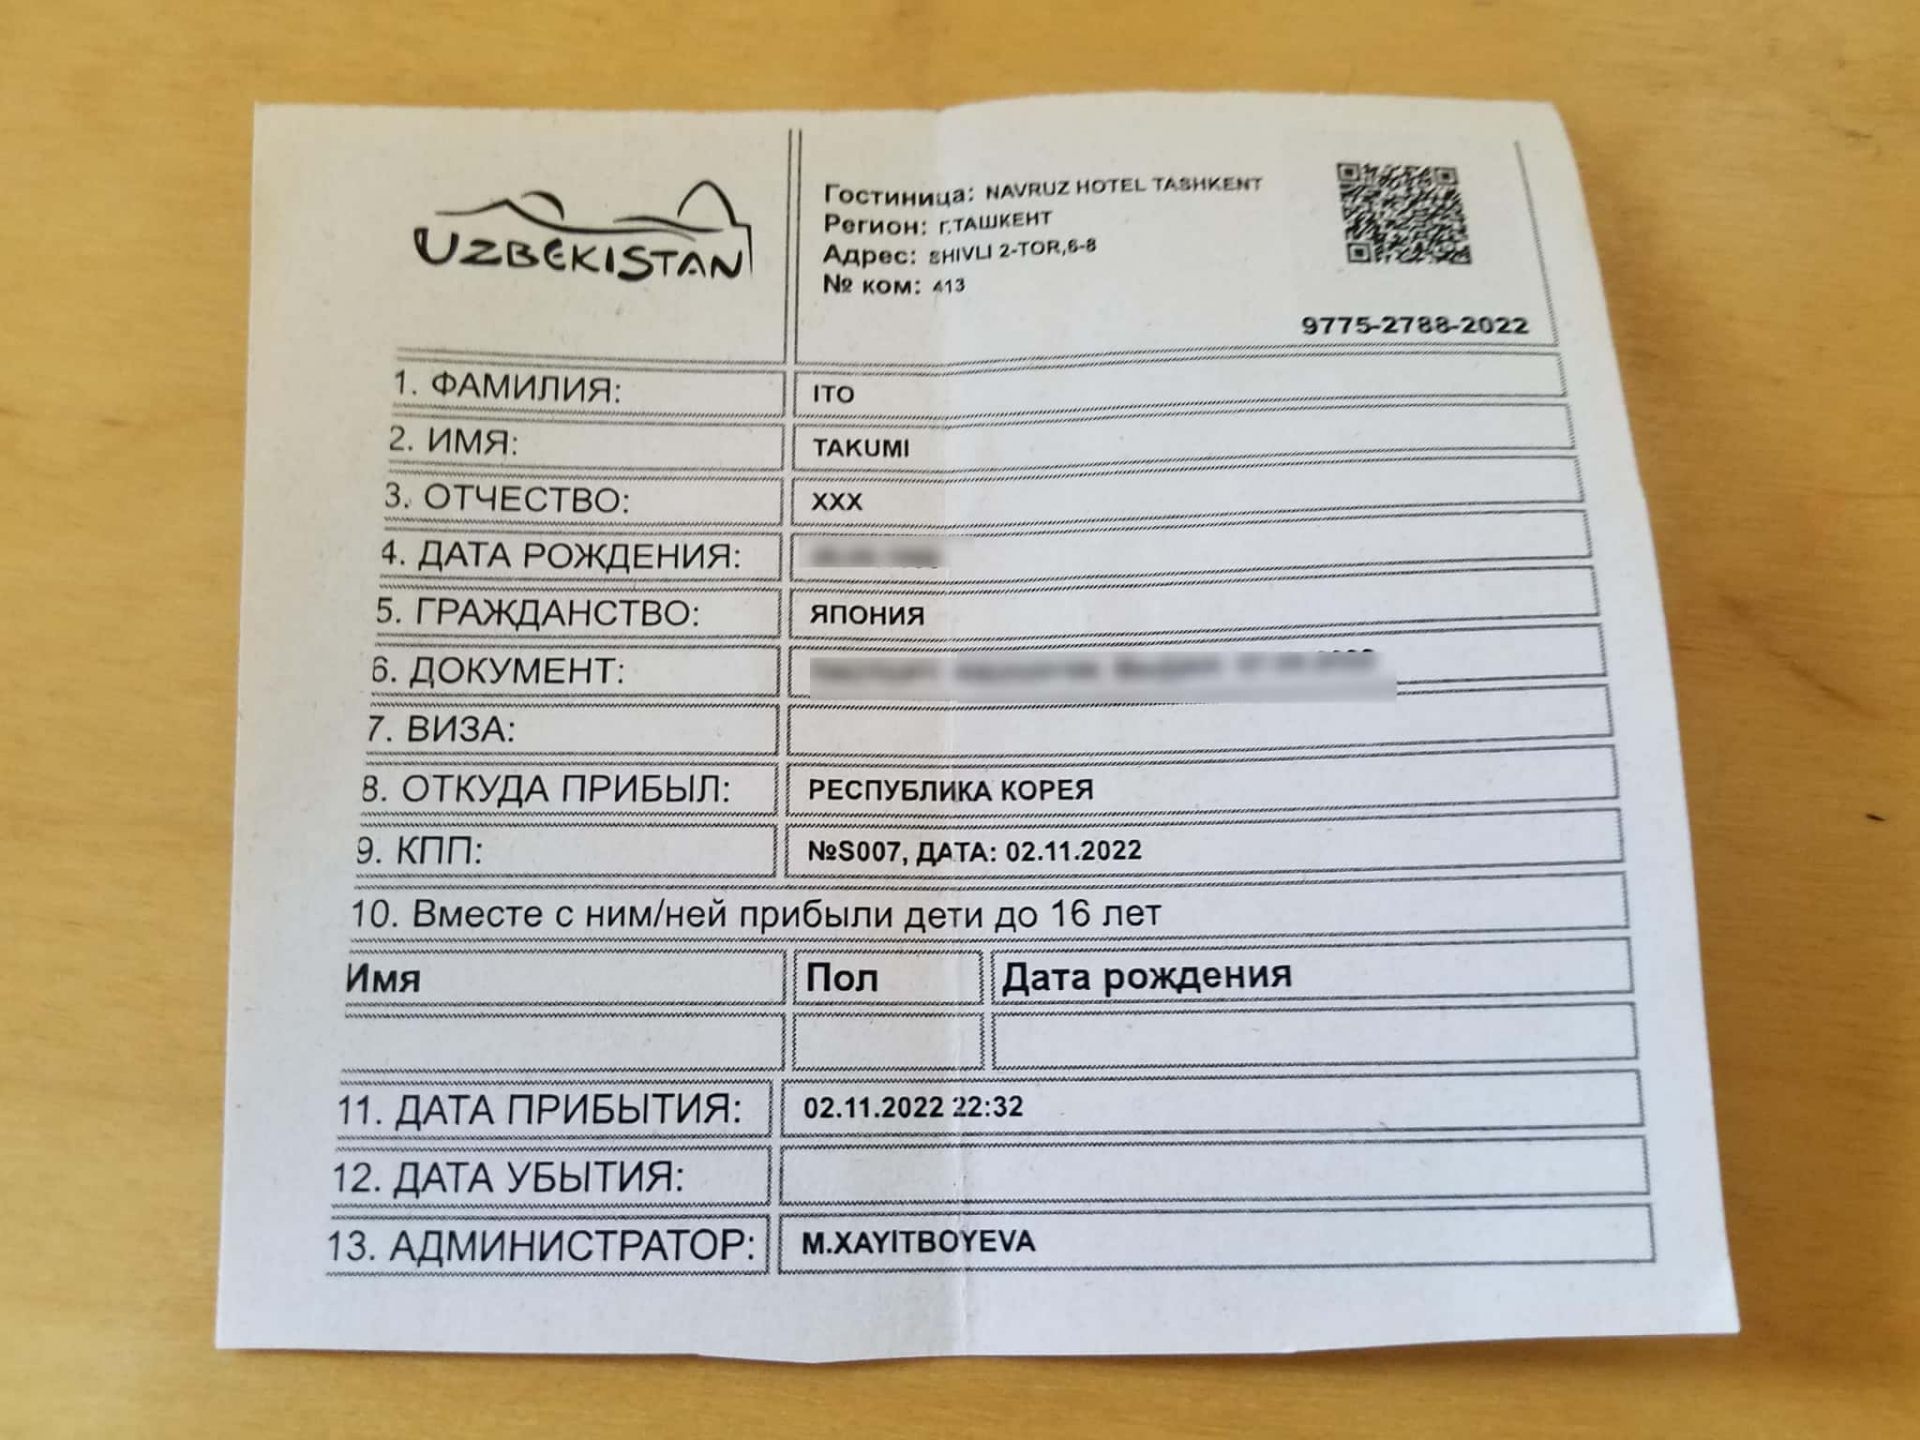 UZBEKISTAN
Гостиница: NAVRUZ HOTEL TASHKENT
Регион: г.ТАШКЕНТ
Адрес: SHIVLI 2-TOR,6-8
№ ком: 413
9775-2788-2022
1. ФАМИЛИЯ: ITO
2. ИМЯ: TAKUMI
3. ОТЧЕСТВО: XXX
4. ДАТА РОЖДЕНИЯ:
5. ГРАЖДАНСТВО: ЯПОНИЯ
6. ДОКУМЕНТ:
7. ВИЗА:
8. ОТКУДА ПРИБЫЛ: РЕСПУБЛИКА КОРЕЯ
9. КПП: №S007, ДАТА: 02.11.2022
10. Вместе с ним/ней прибыли дети до 16 лет
Имя Пол Дата рождения
11. ДАТА ПРИБЫТИЯ: 02.11.2022 22:32
12. ДАТА УБЫТИЯ:
13. АДМИНИСТРАТОР: M.XAYITBOYEVA